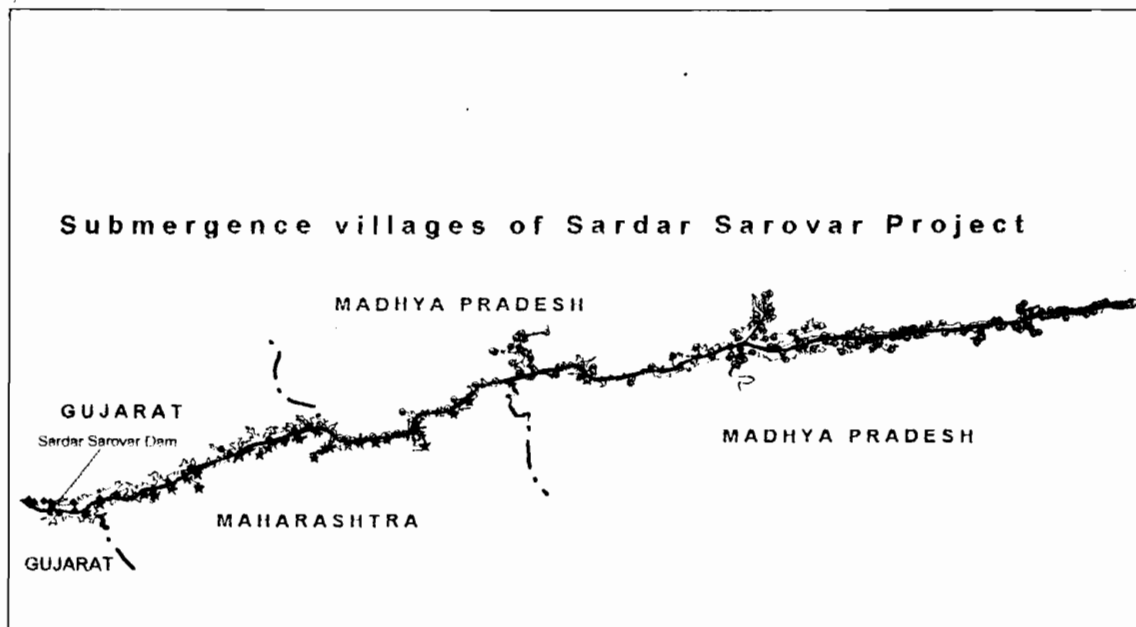 Submergence villages of Sardar Sarovar Project
MADHYA PRADESH
GUJARAT
Sardar Sarovar Dam
MADHYA PRADESH
MAHARASHTRA
GUJARAT